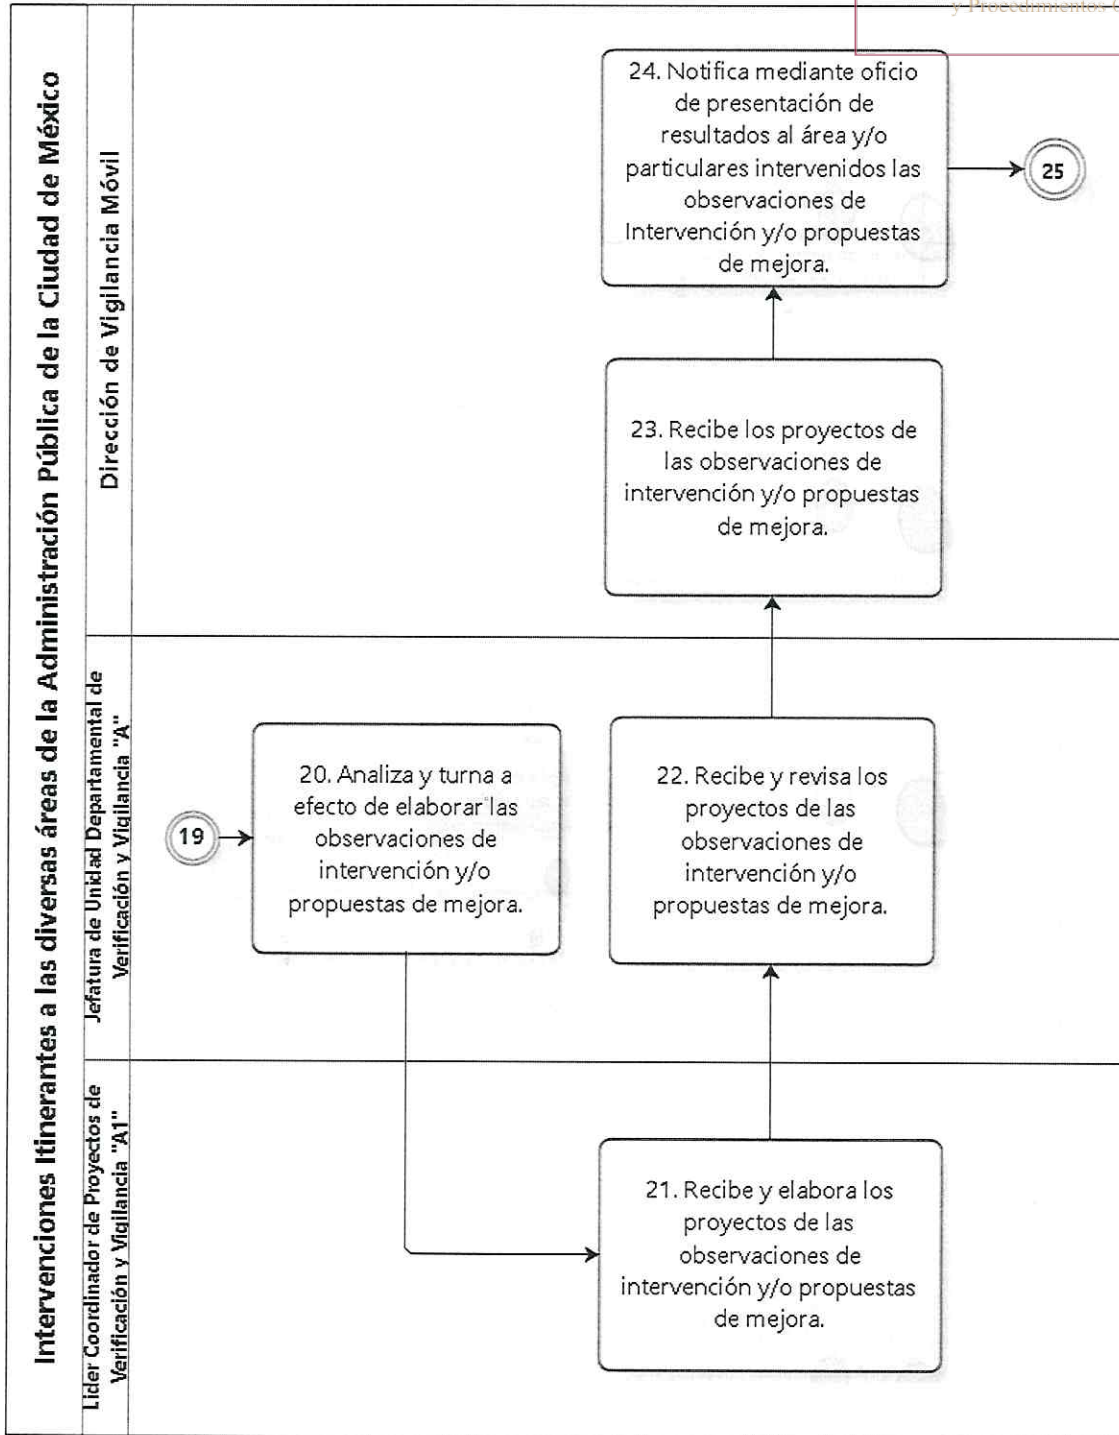 y Procedimientos
Intervenciones Itinerantes a las diversas áreas de la Administración Pública de la Ciudad de México
Dirección de Vigilancia Móvil
24. Notifica mediante oficio
de presentación de
resultados al área y/o
particulares intervenidos las
observaciones de
Intervención y/o propuestas
de mejora.
25
23. Recibe los proyectos de
las observaciones de
intervención y/o propuestas
de mejora.
Jefatura de Unidad Departamental de
Verificación y Vigilancia "A"
19
20. Analiza y turna a
efecto de elaborar las
observaciones de
intervención y/o
propuestas de mejora.
22. Recibe y revisa los
proyectos de las
observaciones de
intervención y/o
propuestas de mejora.
Lider Coordinador de Proyectos de
Verificación y Vigilancia "A1"
21. Recibe y elabora los
proyectos de las
observaciones de
intervención y/o propuestas
de mejora.